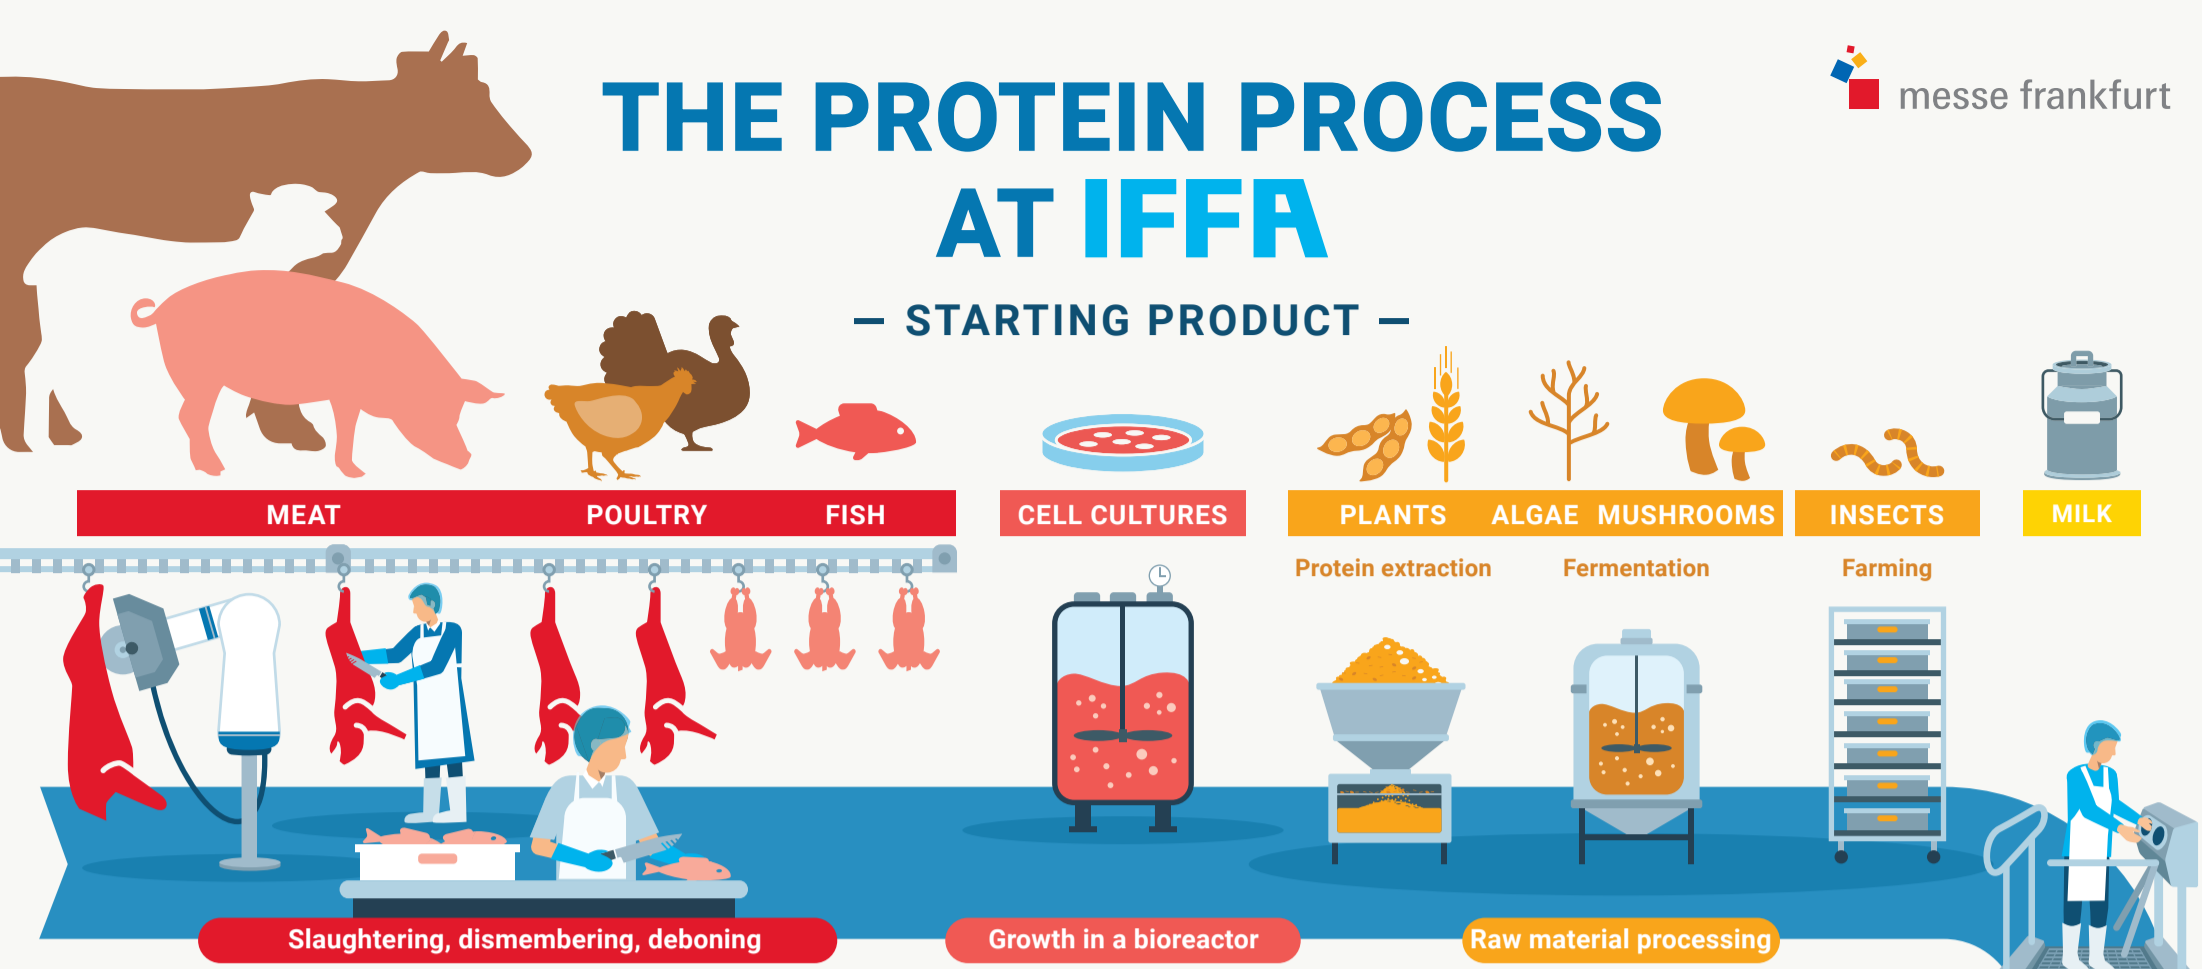 THE PROTEIN PROCESS
AT IFFA
messe frankfurt
— STARTING PRODUCT —
MEAT POULTRY FISH
CELL CULTURES
PLANTS ALGAE MUSHROOMS
INSECTS
MILK
Protein extraction
Fermentation
Farming
Slaughtering, dismembering, deboning
Growth in a bioreactor
Raw material processing